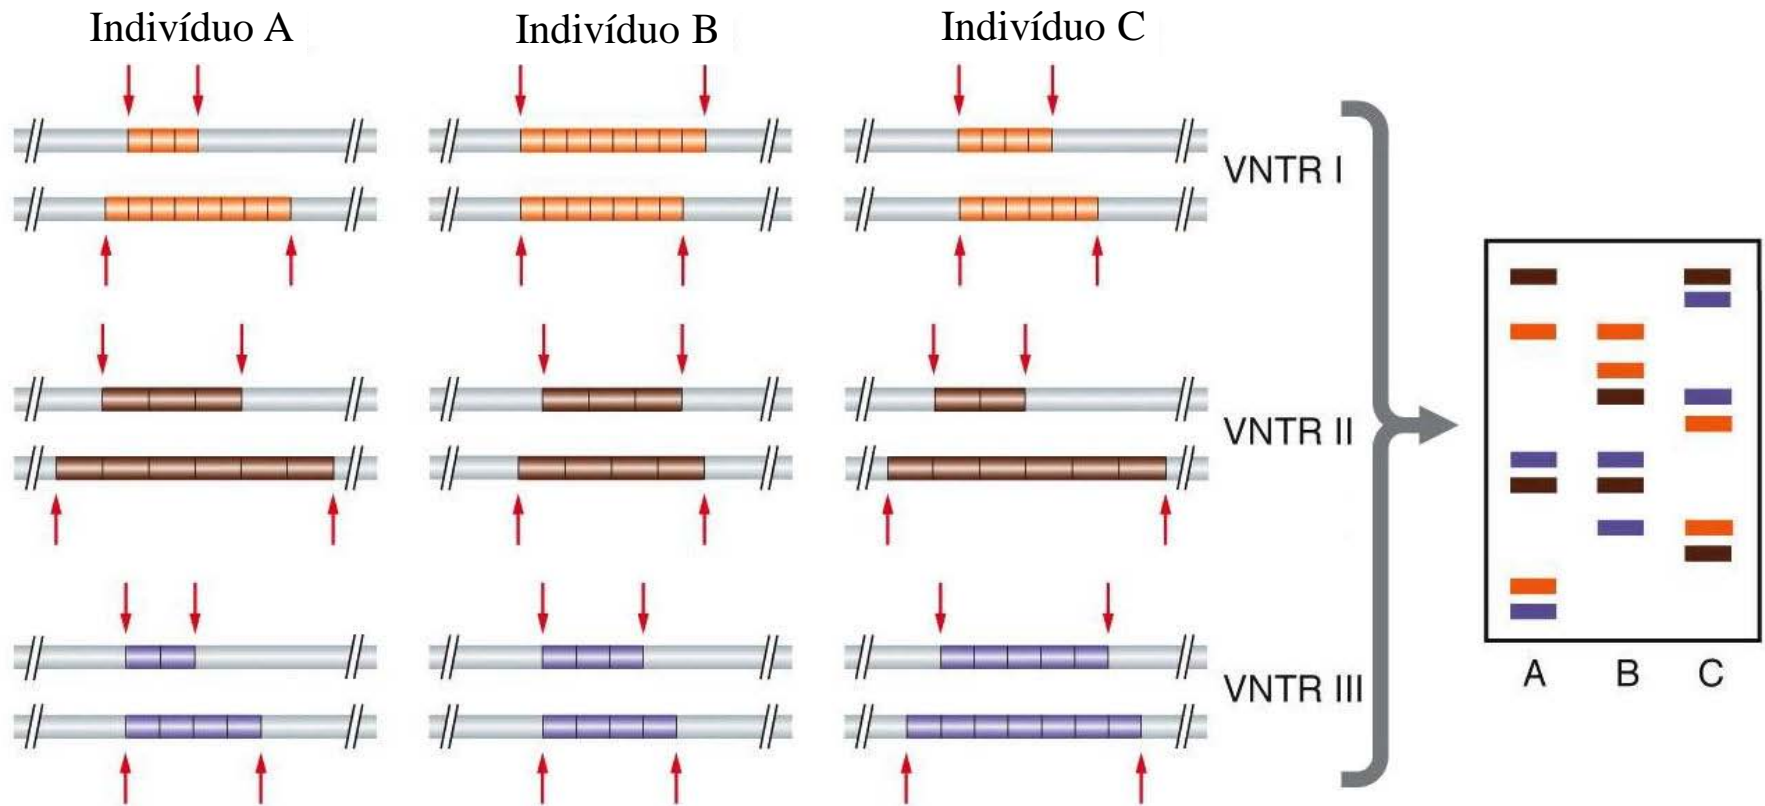 Indivíduo A
Indivíduo B
Indivíduo C
VNTR I
VNTR II
VNTR III
A B C